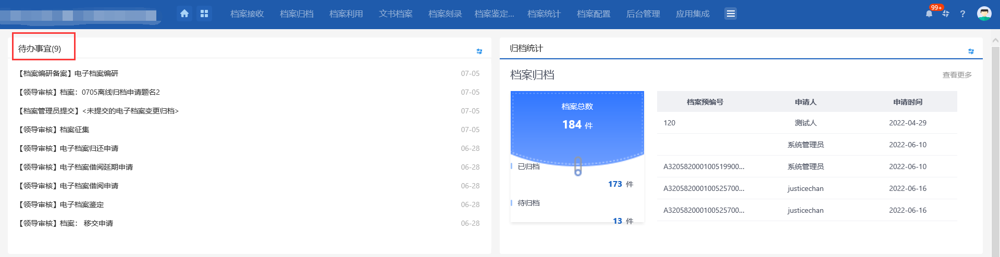 档案接收 档案归档 档案利用 文书档案 档案刻录 档案鉴定... 档案统计 档案配置 后台管理 应用集成 99+ ?
待办事宜(9)
【档案编研备案】电子档案编研 07-05
【领导审核】档案：0705离线归档申请题名2 07-05
【档案管理员提交】<未提交的电子档案变更归档> 07-05
【领导审核】档案征集 07-05
【领导审核】电子档案归还申请 06-28
【领导审核】电子档案借阅延期申请 06-28
【领导审核】电子档案借阅申请 06-28
【领导审核】电子档案鉴定 06-28
【领导审核】档案： 移交申请 06-28
归档统计
档案归档 查看更多
档案总数
184 件
已归档
173 件
待归档
13 件
档案预编号 申请人 申请时间
120 测试人 2022-04-29
系统管理员 2022-06-10
A320582000100519900... 系统管理员 2022-06-10
A320582000100525700... justicechan 2022-06-16
A320582000100525700... justicechan 2022-06-16